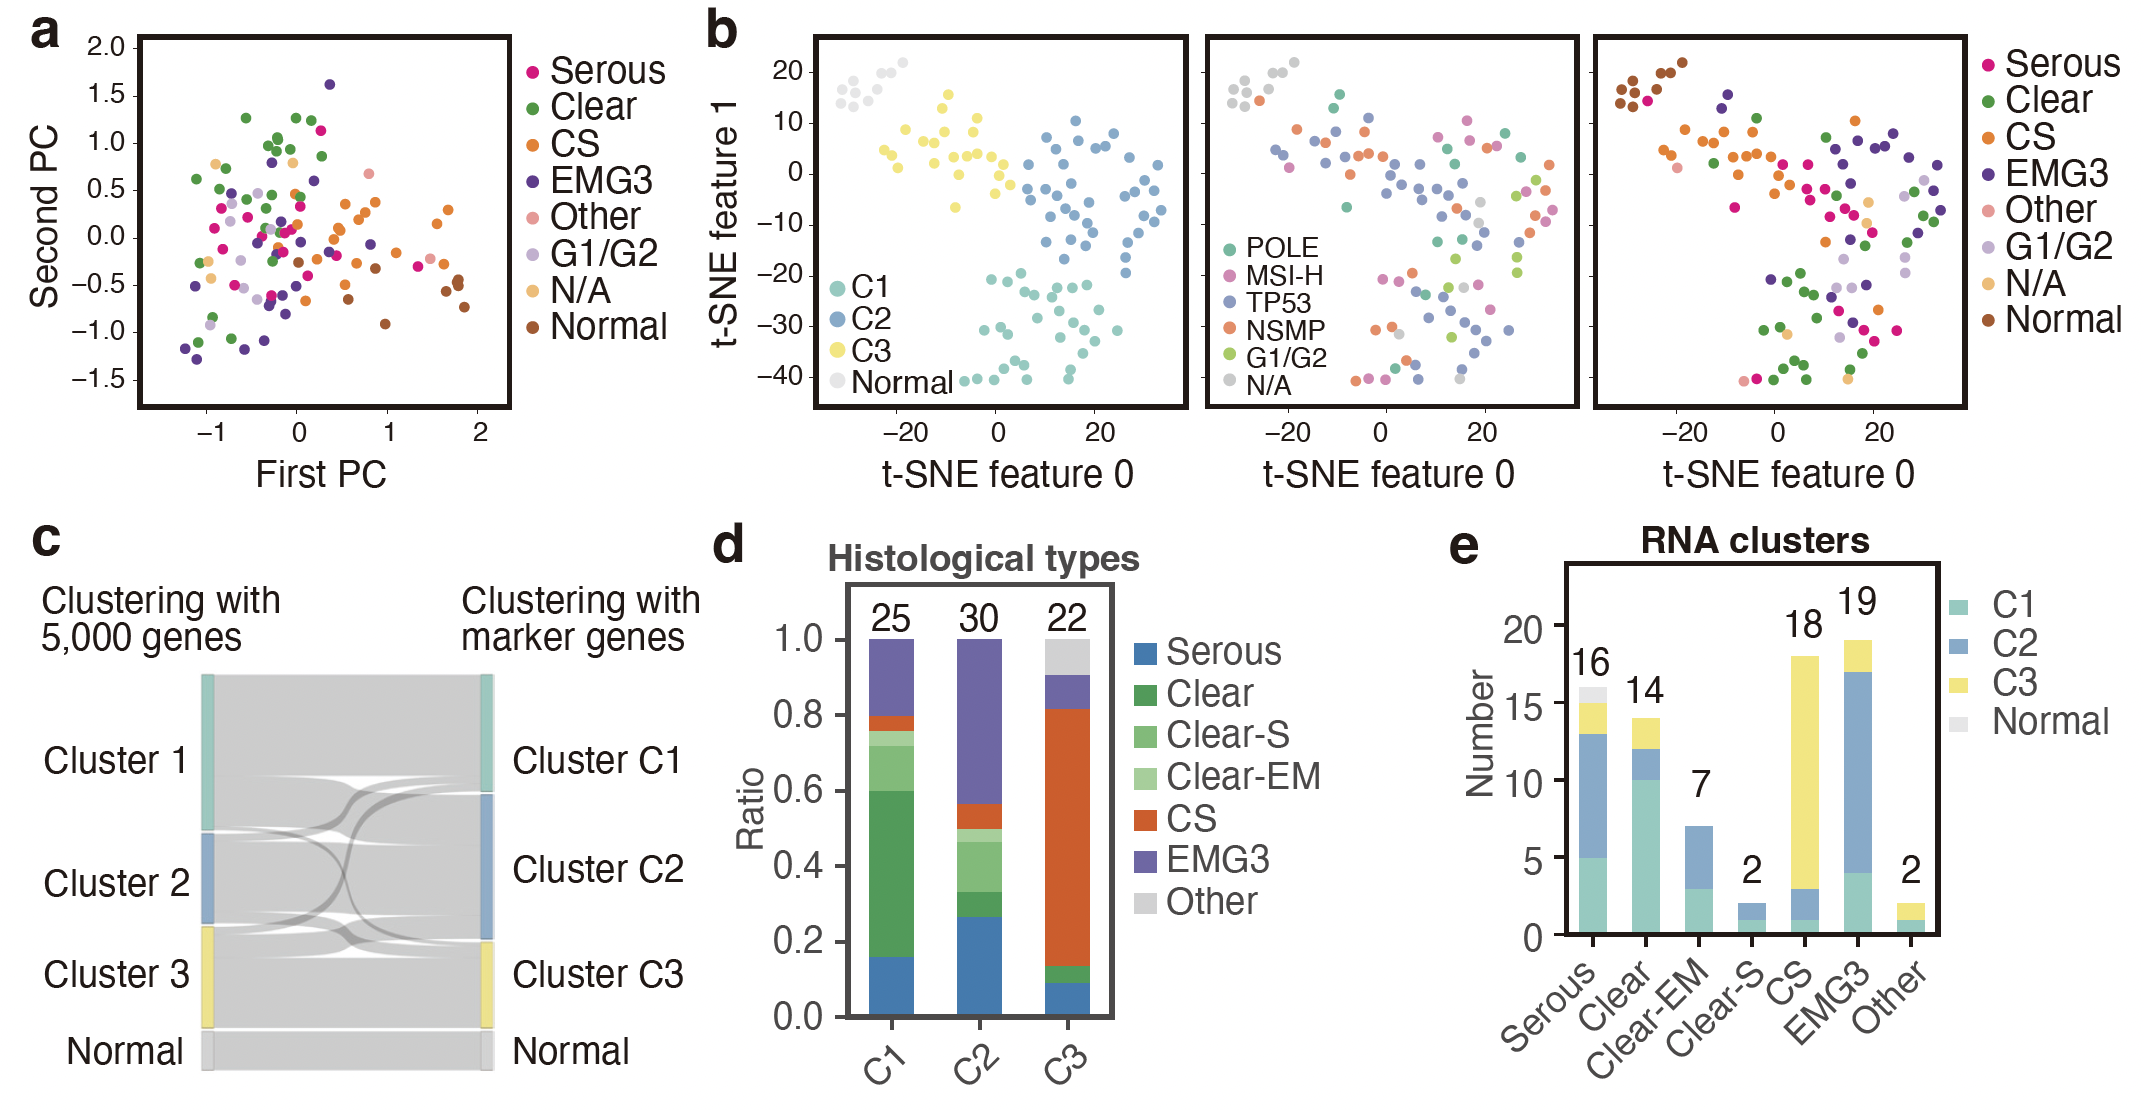 a
2.0
1.5
1.0
0.5
0.0
−0.5
−1.0
−1.5
Second PC
−1
0
1
2
First PC
Serous
Clear
CS
EMG3
Other
G1/G2
N/A
Normal
b
20
10
0
−10
−20
−30
−40
t-SNE feature 1
C1
C2
C3
Normal
−20
0
20
t-SNE feature 0
POLE
MSI-H
TP53
NSMP
G1/G2
N/A
−20
0
20
t-SNE feature 0
−20
0
20
t-SNE feature 0
Serous
Clear
CS
EMG3
Other
G1/G2
N/A
Normal
c
Clustering with
5,000 genes
Clustering with
marker genes
Cluster 1
Cluster 2
Cluster 3
Normal
Cluster C1
Cluster C2
Cluster C3
Normal
d
Histological types
25
30
22
1.0
0.8
0.6
0.4
0.2
0.0
Ratio
C1
C2
C3
Serous
Clear
Clear-S
Clear-EM
CS
EMG3
Other
e
RNA clusters
20
15
10
5
0
Number
16
14
7
2
18
19
2
Serous
Clear
Clear-EM
Clear-S
CS
EMG3
Other
C1
C2
C3
Normal